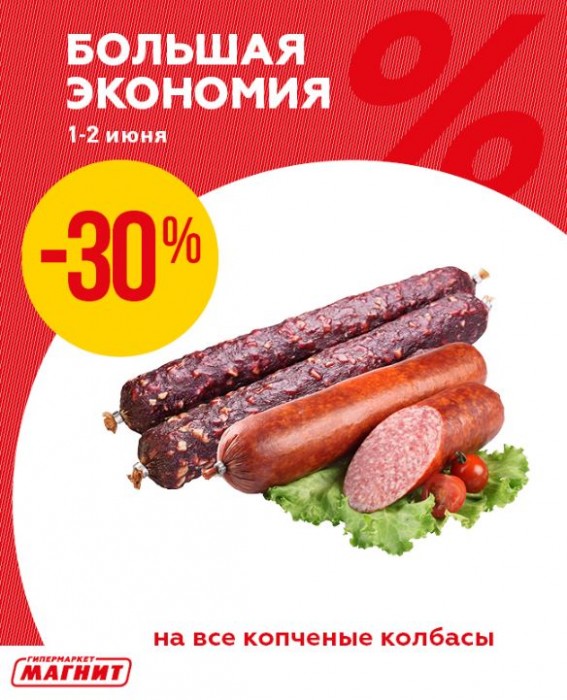 БОЛЬШАЯ
ЭКОНОМИЯ
1-2 июня
%
-30%
на все копченые колбасы
ГИПЕРМАРКЕТ
МАГНИТ